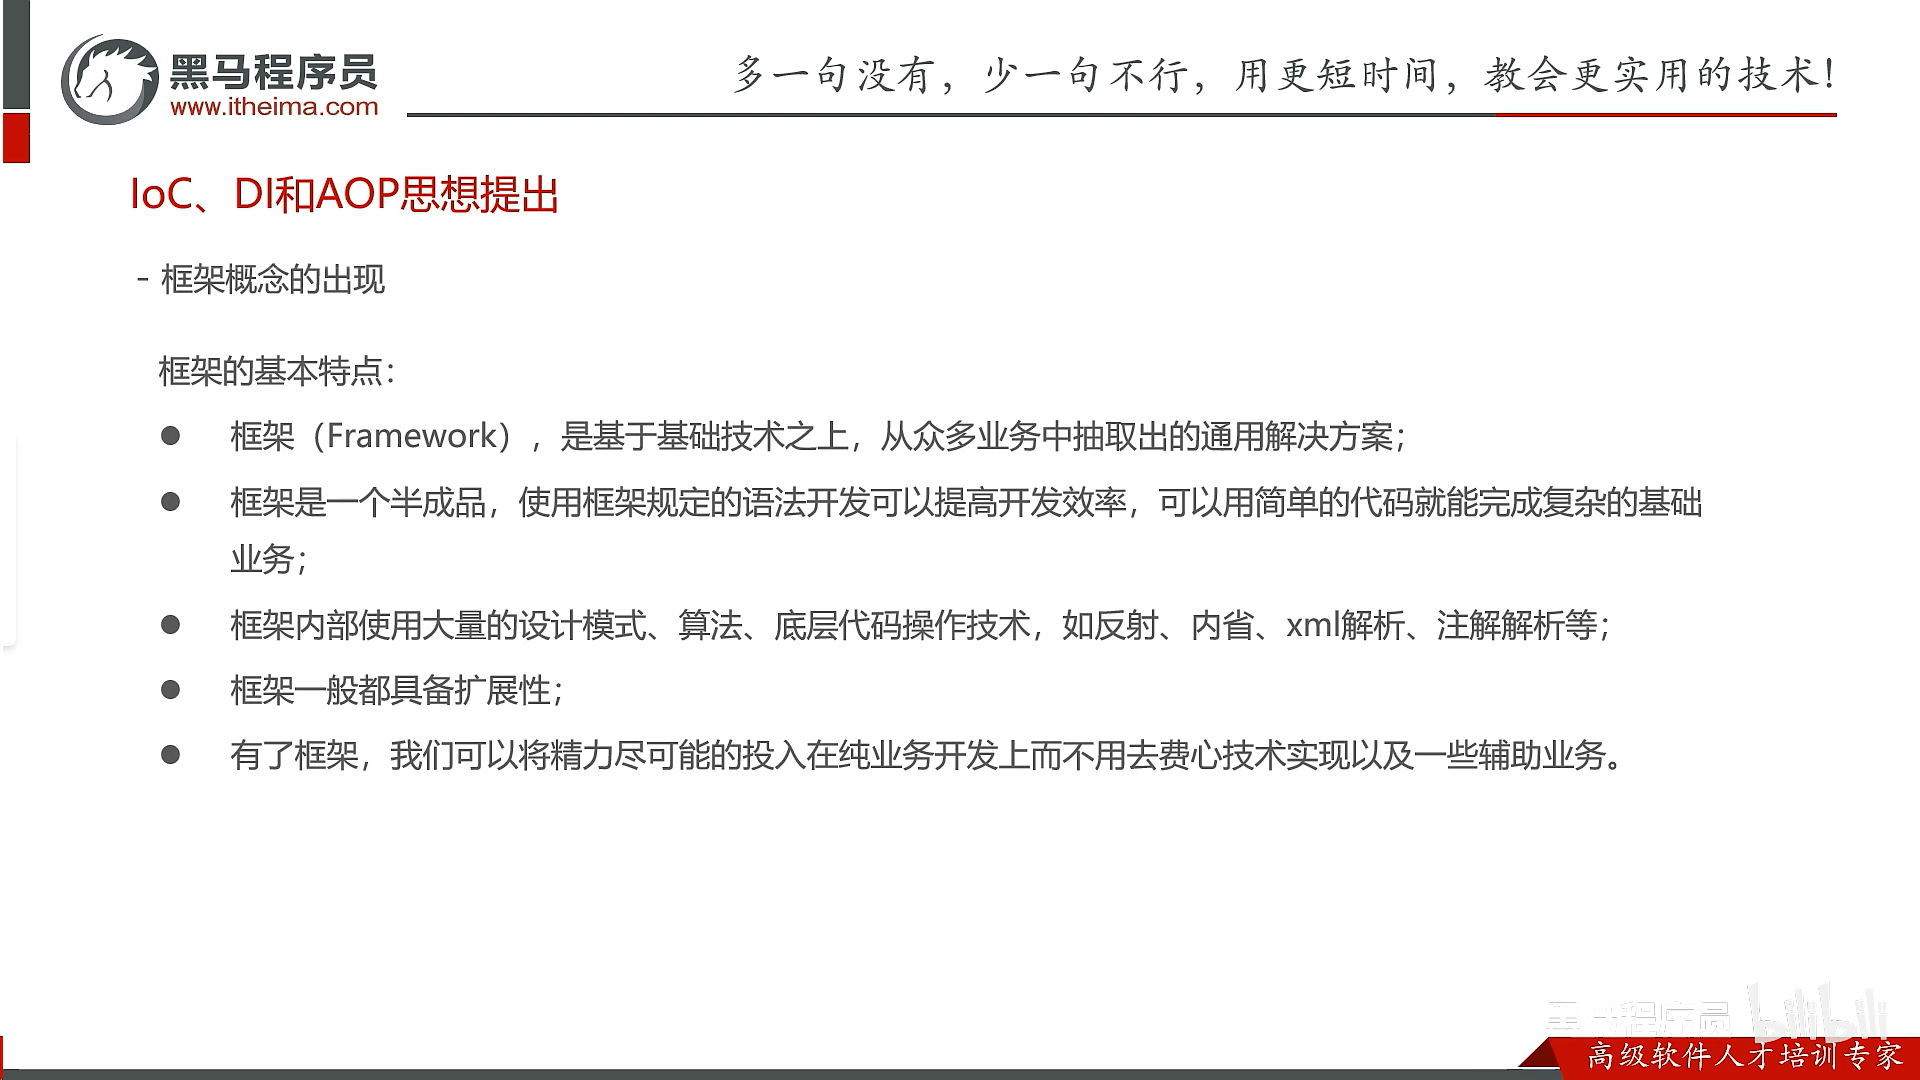 黑马程序员
www.itheima.com
多一句没有，少一句不行，用更短时间，教会更实用的技术！
IoC、DI和AOP思想提出
- 框架概念的出现
框架的基本特点：
● 框架（Framework），是基于基础技术之上，从众多业务中抽取出的通用解决方案；
● 框架是一个半成品，使用框架规定的语法开发可以提高开发效率，可以用简单的代码就能完成复杂的基础
业务；
● 框架内部使用大量的设计模式、算法、底层代码操作技术，如反射、内省、xml解析、注解解析等；
● 框架一般都具备扩展性；
● 有了框架，我们可以将精力尽可能的投入在纯业务开发上而不用去费心技术实现以及一些辅助业务。
黑马程序员 bilibili
高级软件人才培训专家